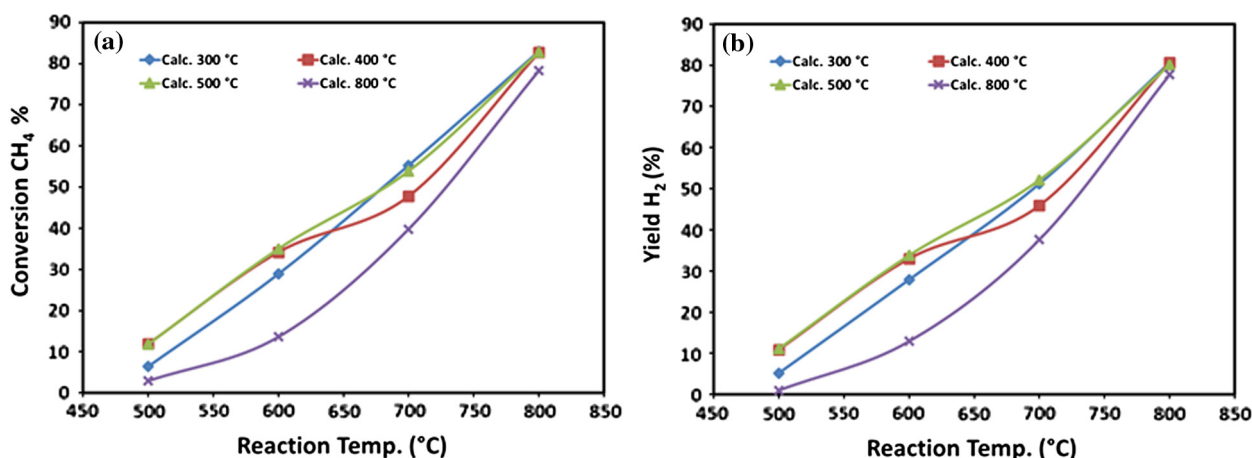 (a)
Calc. 300 °C
Calc. 400 °C
Calc. 500 °C
Calc. 800 °C
Conversion CH4 %
90
80
70
60
50
40
30
20
10
0
450 500 550 600 650 700 750 800 850
Reaction Temp. (°C)
(b)
Calc. 300 °C
Calc. 400 °C
Calc. 500 °C
Calc. 800 °C
Yield H2 (%)
90
80
70
60
50
40
30
20
10
0
450 500 550 600 650 700 750 800 850
Reaction Temp. (°C)